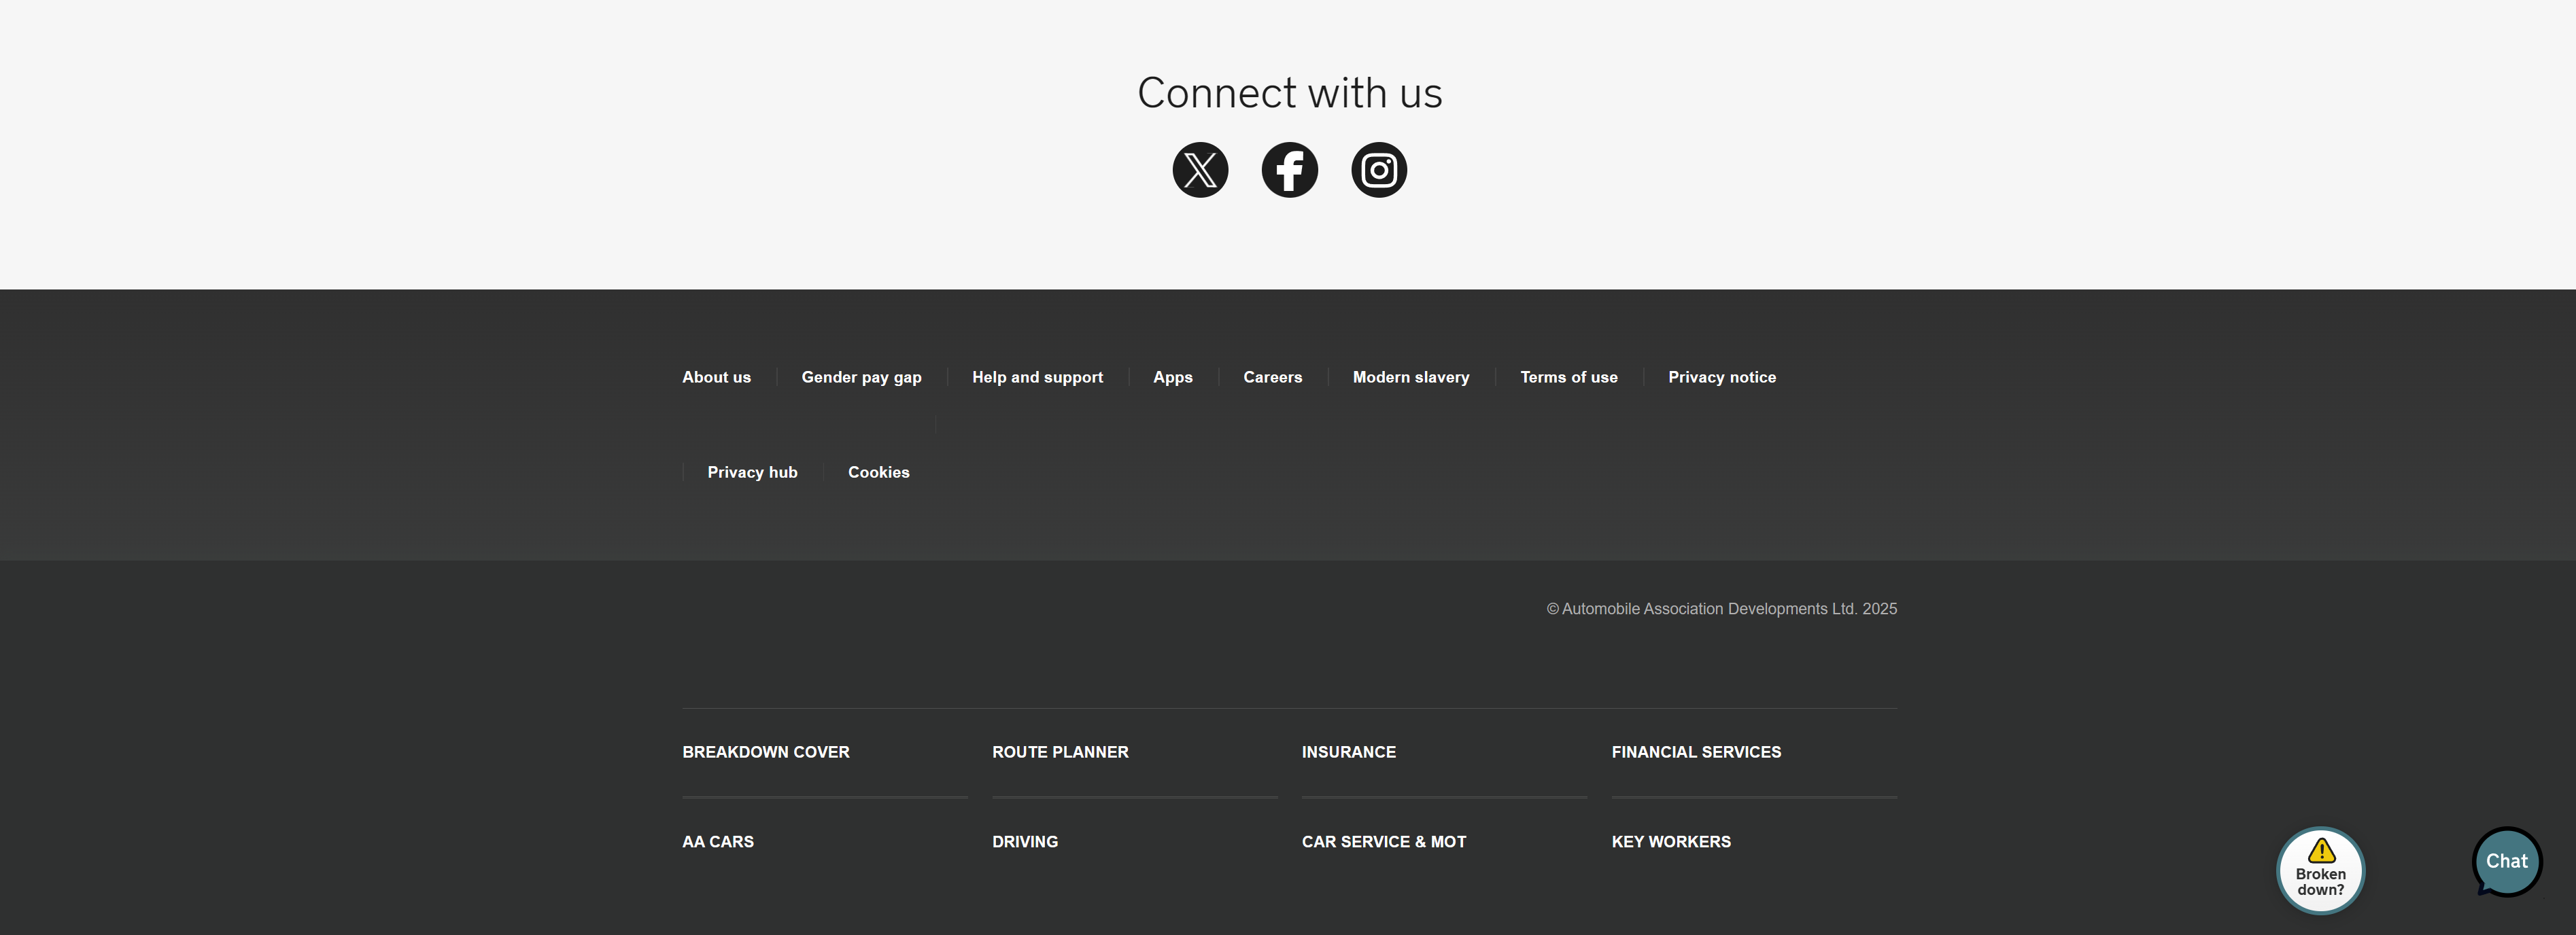 Connect with us
About us
Gender pay gap
Help and support
Apps
Careers
Modern slavery
Terms of use
Privacy notice
Privacy hub
Cookies
© Automobile Association Developments Ltd. 2025
BREAKDOWN COVER
ROUTE PLANNER
INSURANCE
FINANCIAL SERVICES
AA CARS
DRIVING
CAR SERVICE & MOT
KEY WORKERS
Broken
down?
Chat